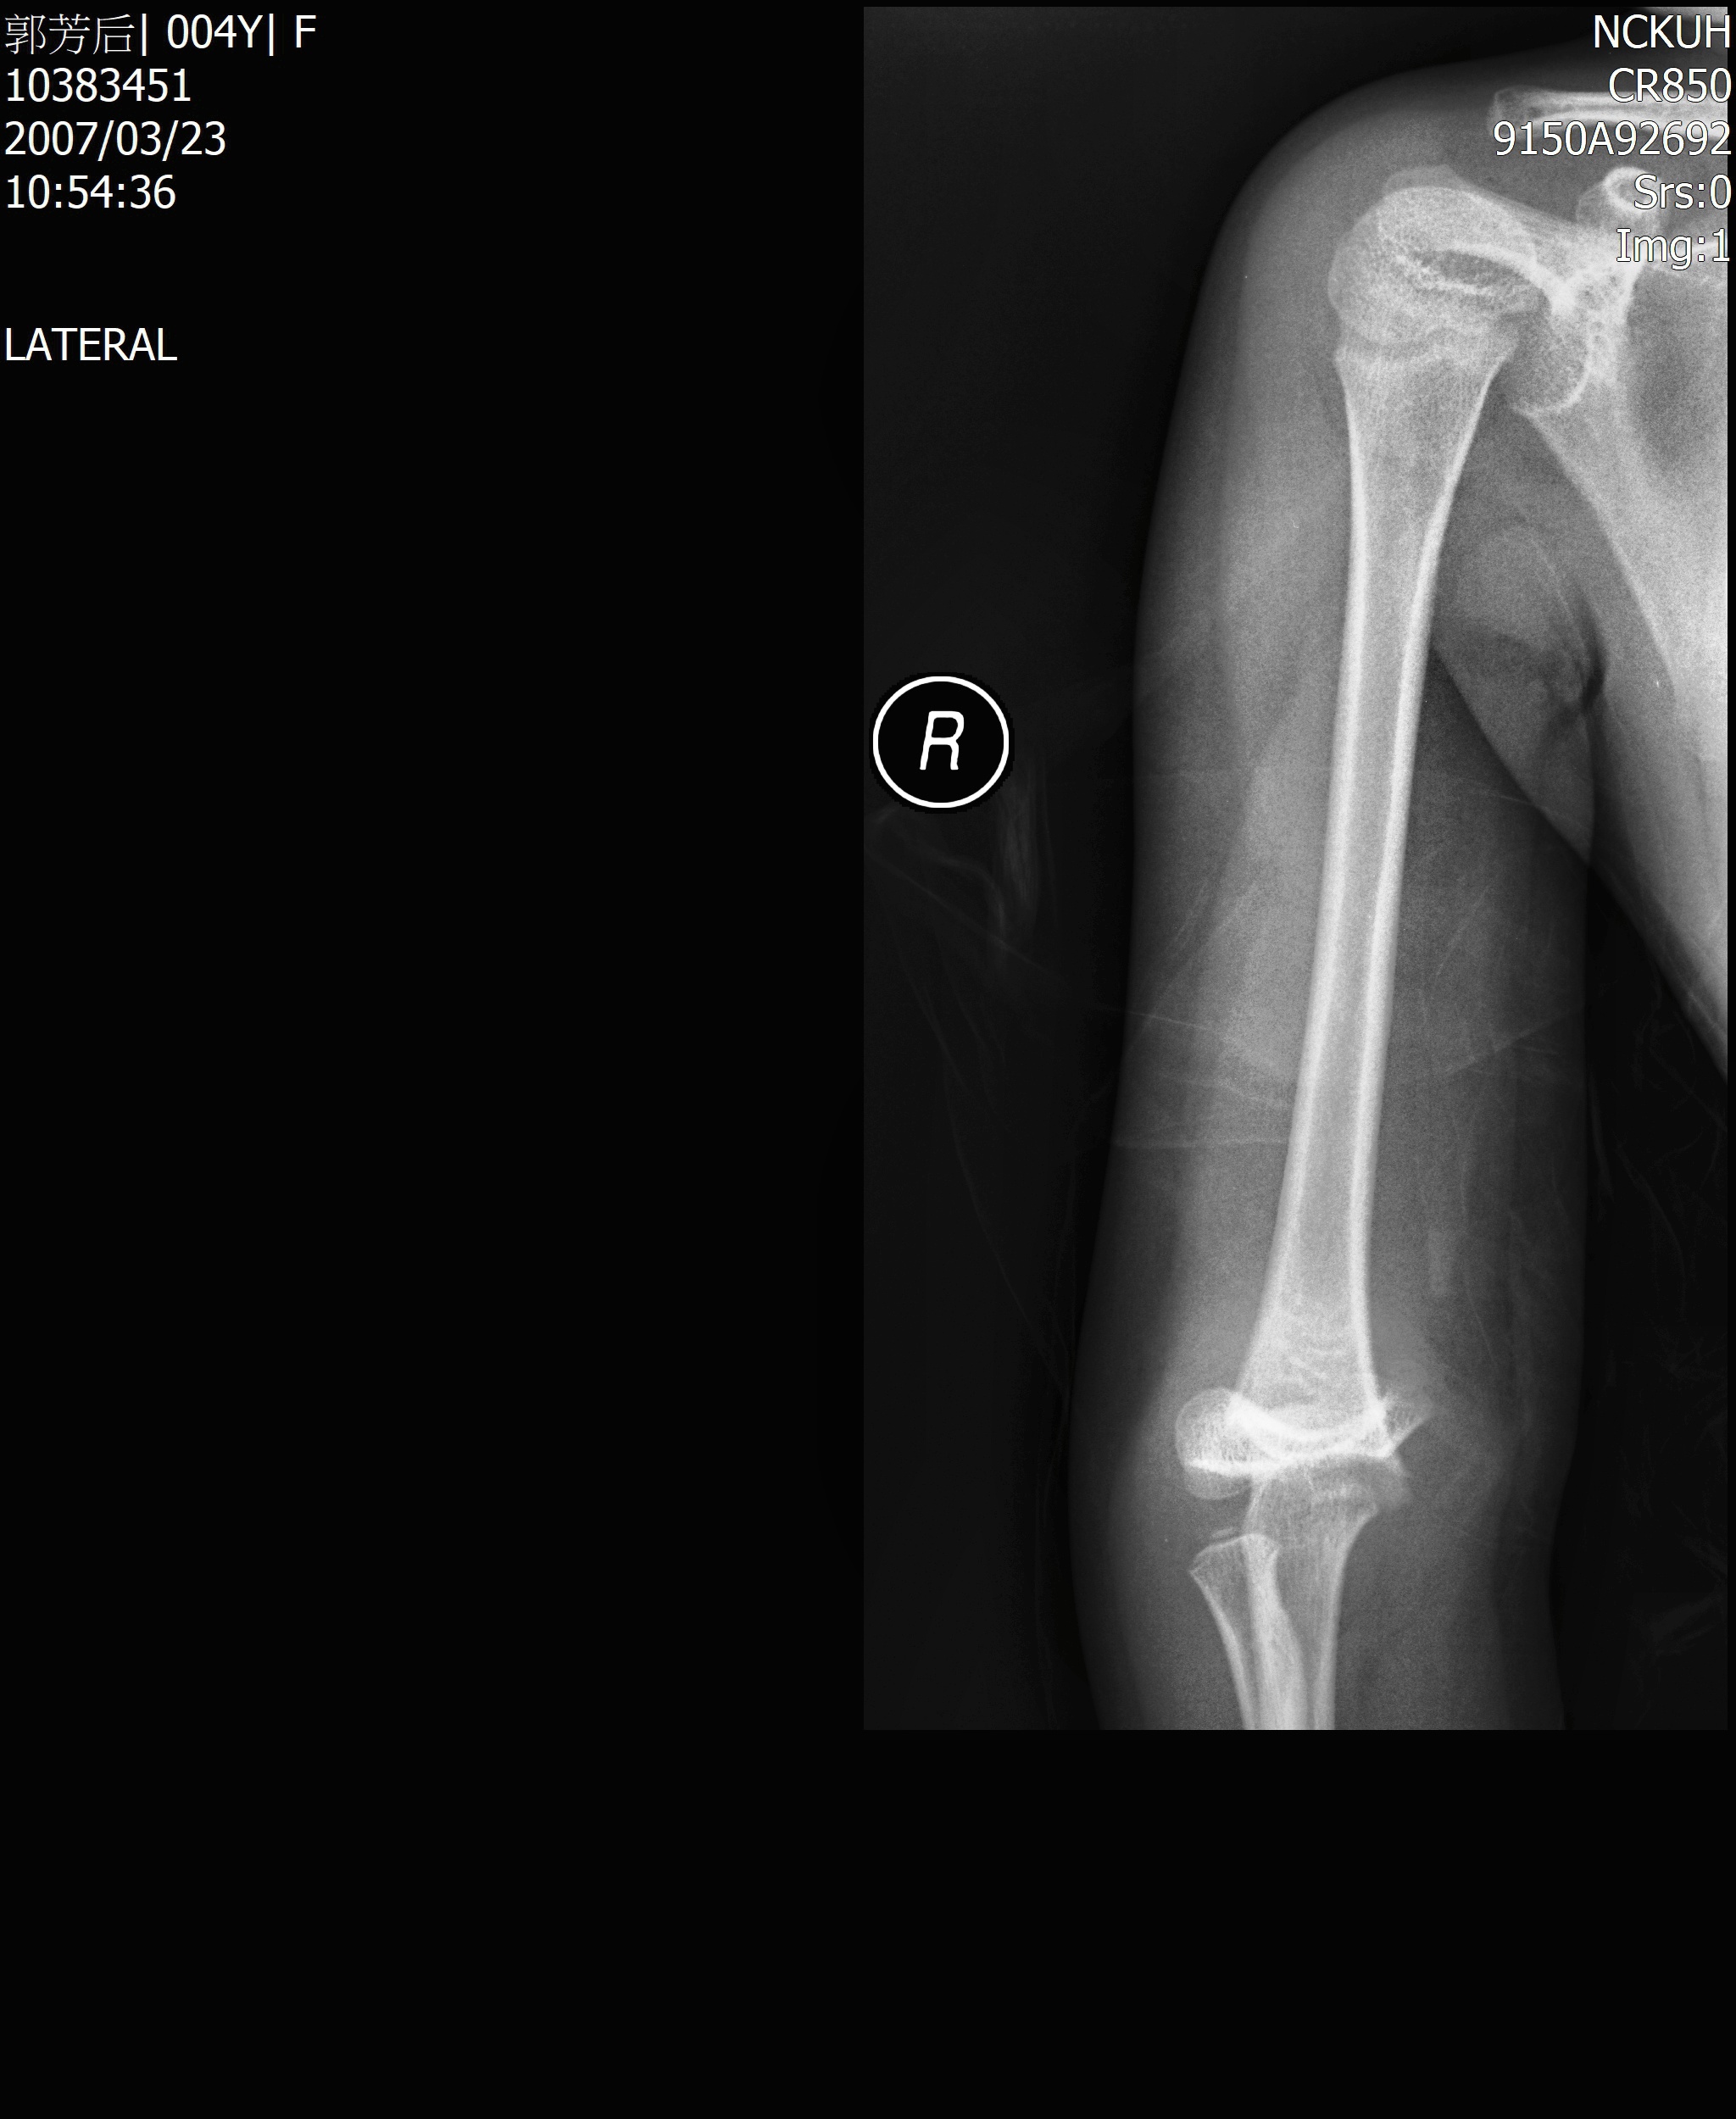 郭芳后| 004Y| F
10383451
2007/03/23
10:54:36
LATERAL
NCKUH
CR850
9150A92692
Srs:0
Img:1
R